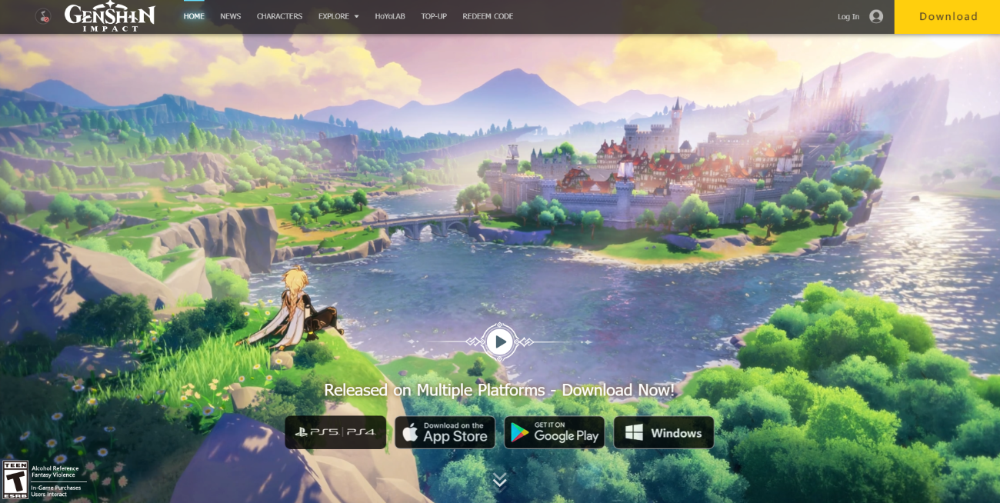 GENSHIN
IMPACT
HOME
NEWS
CHARACTERS
EXPLORE
HoYoLAB
TOP-UP
REDEEM CODE
Log In
Download
Released on Multiple Platforms - Download Now!
PS5 | PS4
Download on the
App Store
GET IT ON
Google Play
Windows
TEEN
T
ESRB
Alcohol Reference
Fantasy Violence
In-Game Purchases
Users Interact